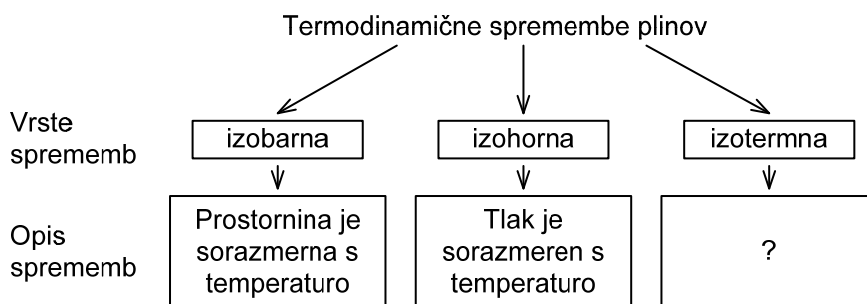 Termodinamične spremembe plinov
Vrste
sprememb
izobarna
izohorna
izotermna
Opis
sprememb
Prostornina je
sorazmerna s
temperaturo
Tlak je
sorazmeren s
temperaturo
?